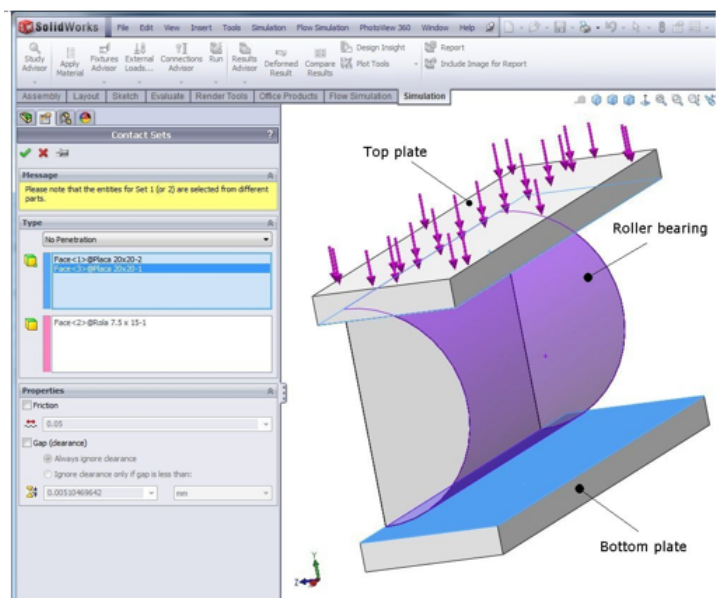 SolidWorks File Edit View Insert Tools Simulation Flow Simulation PhotoView 360 Window Help
Study Advisor
Apply Material
Fixtures Advisor
External Loads...
Connections Advisor
Run
Results Advisor
Deformed Result
Compare Results
Design Insight
Plot Tools
Report
Include Image for Report
Assembly Layout Sketch Evaluate Render Tools Office Products Flow Simulation Simulation
Contact Sets ?
Message
Please note that the entities for Set 1 (or 2) are selected from different
parts.
Type
No Penetration
Face<1>@Placa 20x20-2
Face<3>@Placa 20x20-1
Face<2>@Rola 7.5 x 15-1
Properties
Friction
0.05
Gap (clearance)
Always ignore clearance
Ignore clearance only if gap is less than:
0.00510469642 mm
Top plate
Roller bearing
Bottom plate
Y
Z